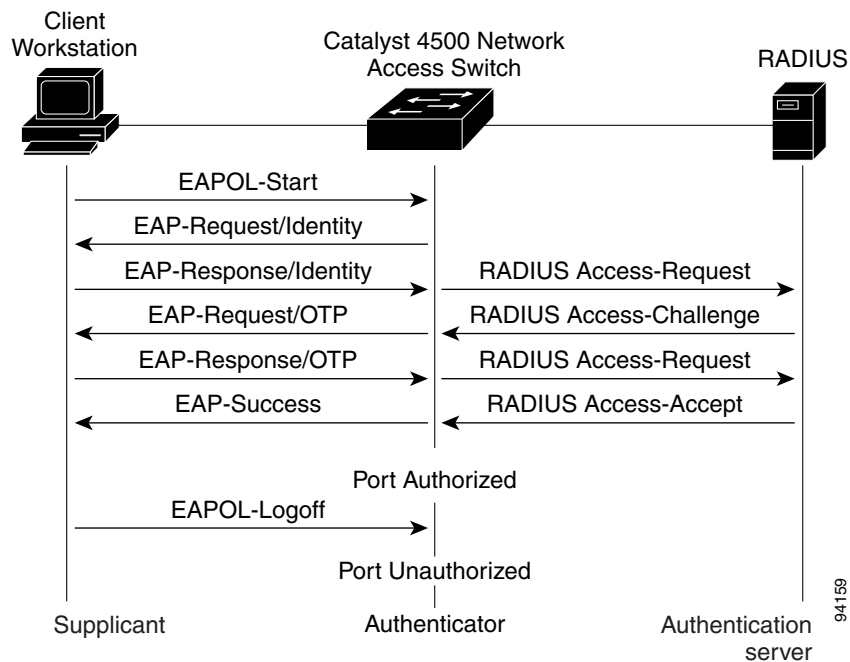 Client
Workstation
Catalyst 4500 Network
Access Switch
RADIUS
EAPOL-Start
EAP-Request/Identity
EAP-Response/Identity
RADIUS Access-Request
EAP-Request/OTP
RADIUS Access-Challenge
EAP-Response/OTP
RADIUS Access-Request
EAP-Success
RADIUS Access-Accept
Port Authorized
EAPOL-Logoff
Port Unauthorized
Supplicant
Authenticator
Authentication
server
94159